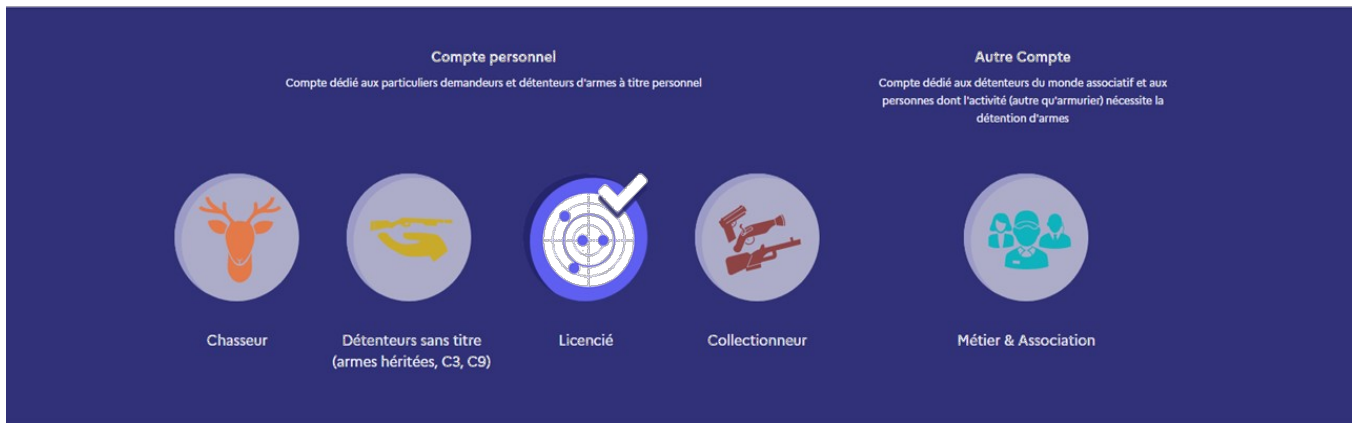 Compte personnel
Compte dédié aux particuliers demandeurs et détenteurs d'armes à titre personnel
Autre Compte
Compte dédié aux détenteurs du monde associatif et aux
personnes dont l'activité (autre qu'armurier) nécessite la
détention d'armes
Chasseur
Détenteurs sans titre
(armes héritées, C3, C9)
Licencié
Collectionneur
Métier & Association